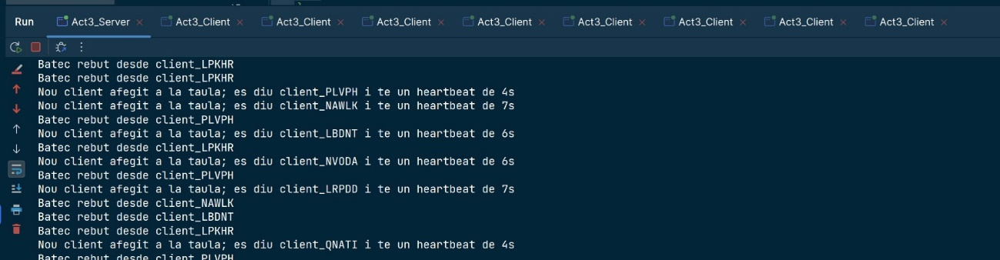 Run Act3_Server × Act3_Client × Act3_Client × Act3_Client × Act3_Client × Act3_Client × Act3_Client × Act3_Client × Act3_Client ×
Batec rebut desde client_LPKHR
Batec rebut desde client_LPKHR
Nou client afegit a la taula; es diu client_PLVPH i te un heartbeat de 4s
Nou client afegit a la taula; es diu client_NAWLK i te un heartbeat de 7s
Batec rebut desde client_PLVPH
Nou client afegit a la taula; es diu client_LBDNT i te un heartbeat de 6s
Batec rebut desde client_LPKHR
Nou client afegit a la taula; es diu client_NVODA i te un heartbeat de 6s
Batec rebut desde client_PLVPH
Nou client afegit a la taula; es diu client_LRPDD i te un heartbeat de 7s
Batec rebut desde client_NAWLK
Batec rebut desde client_LBDNT
Batec rebut desde client_LPKHR
Nou client afegit a la taula; es diu client_QNATI i te un heartbeat de 4s
Batec rebut desde client_PLVPH